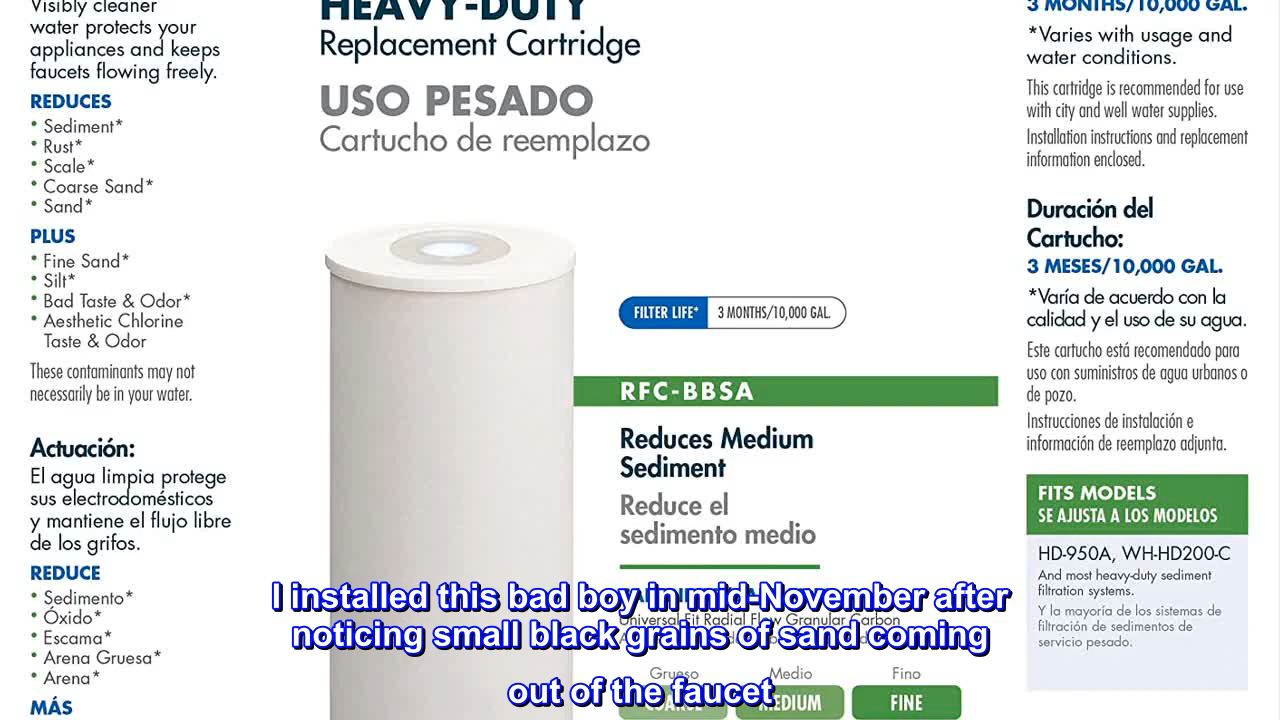 Visibly cleaner
water protects your
appliances and keeps
faucets flowing freely.
REDUCES
• Sediment*
• Rust*
• Scale*
• Coarse Sand*
• Sand*
PLUS
• Fine Sand*
• Silt*
• Bad Taste & Odor*
• Aesthetic Chlorine
Taste & Odor
These contaminants may not
necessarily be in your water.
Actuación:
El agua limpia protege
sus electrodomésticos
y mantiene el flujo libre
de los grifos.
REDUCE
• Sedimento*
• Óxido*
• Escama*
• Arena Gruesa*
• Arena*
MÁS
HEAVY-DUTY
Replacement Cartridge
USO PESADO
Cartucho de reemplazo
FILTER LIFE* 3 MONTHS/10,000 GAL.
RFC-BBSA
Reduces Medium
Sediment
Reduce el
sedimento medio
Universal Fit Radial Flow Granular Carbon
Grueso Medio Fino
COARSE MEDIUM FINE
3 MONTHS/10,000 GAL.
*Varies with usage and
water conditions.
This cartridge is recommended for use
with city and well water supplies.
Installation instructions and replacement
information enclosed.
Duración del
Cartucho:
3 MESES/10,000 GAL.
*Varía de acuerdo con la
calidad y el uso de su agua.
Este cartucho está recomendado para
uso con suministros de agua urbanos o
de pozo.
Instrucciones de instalación e
información de reemplazo adjunta.
FITS MODELS
SE AJUSTA A LOS MODELOS
HD-950A, WH-HD200-C
And most heavy-duty sediment
filtration systems.
Y la mayoría de los sistemas de
filtración de sedimentos de
servicio pesado.
I installed this bad boy in mid-November after
noticing small black grains of sand coming
out of the faucet